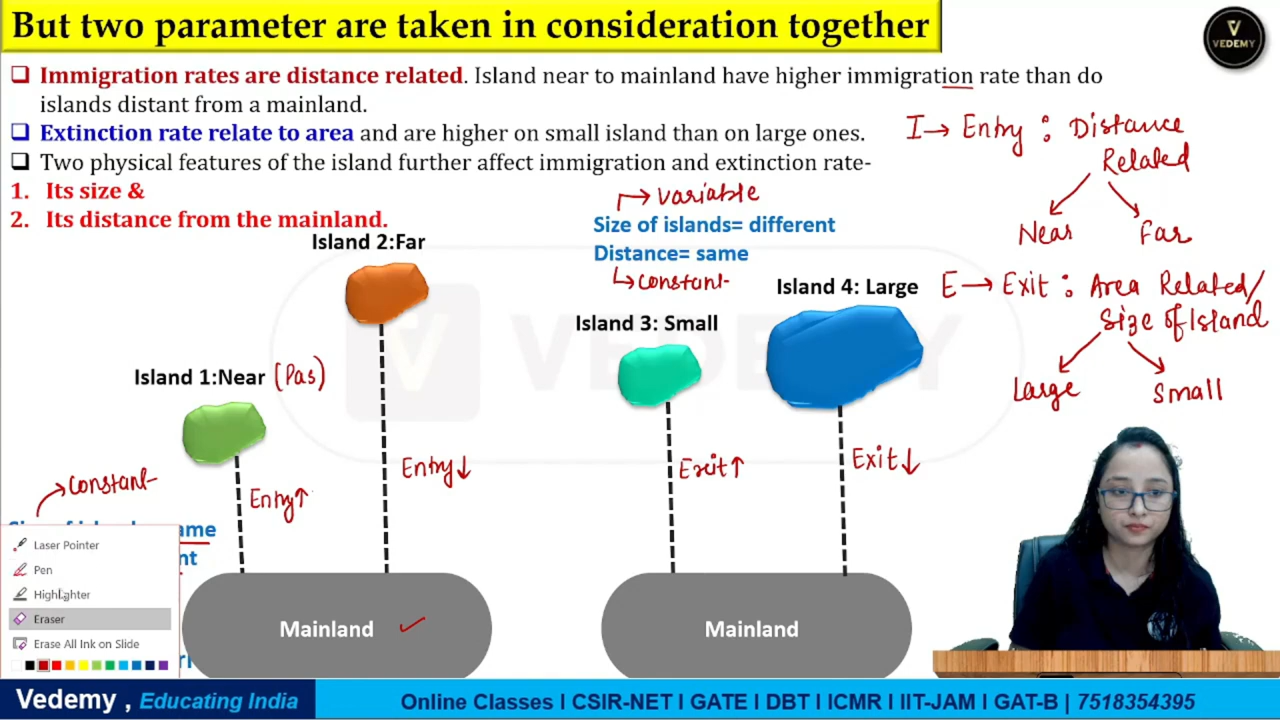 But two parameter are taken in consideration together
VEDEMY
❑ Immigration rates are distance related. Island near to mainland have higher immigration rate than do
islands distant from a mainland.
❑ Extinction rate relate to area and are higher on small island than on large ones.
❑ Two physical features of the island further affect immigration and extinction rate-
1. Its size &
2. Its distance from the mainland.
I→ Entry : Distance
Related
Near
Far
E → Exit : Area Related/
Size of Island
Large
Small
→ variable
Size of islands= different
Distance= same
↳constant
Island 2:Far
Island 1:Near (Pas)
Island 3: Small
Island 4: Large
VEDEMY
Entry↑
Entry↓
Exit↑
Exit↓
→ Constant
ame
nt
Laser Pointer
Pen
Highlighter
Eraser
Erase All Ink on Slide
Mainland ✓
Mainland
Vedemy , Educating India
Online Classes I CSIR-NET I GATE I DBT I ICMR I IIT-JAM I GAT-B | 7518354395